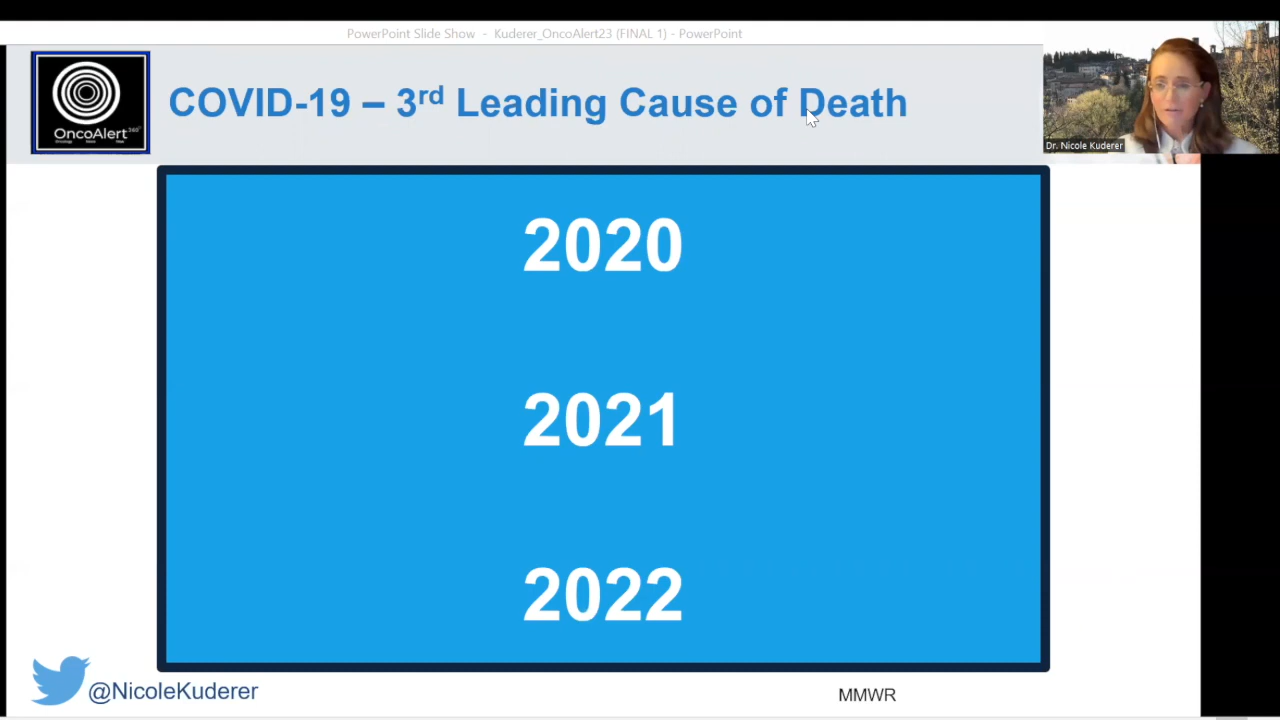 PowerPoint Slide Show - Kuderer_OncoAlert23 (FINAL 1) - PowerPoint
COVID-19 – 3rd Leading Cause of Death
OncoAlert 360°
Dr. Nicole Kuderer
2020
2021
2022
@NicoleKuderer
MMWR